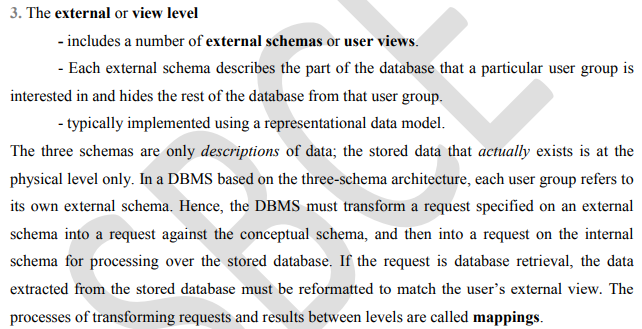 3. The external or view level
- includes a number of external schemas or user views.
- Each external schema describes the part of the database that a particular user group is
interested in and hides the rest of the database from that user group.
- typically implemented using a representational data model.
The three schemas are only descriptions of data; the stored data that actually exists is at the
physical level only. In a DBMS based on the three-schema architecture, each user group refers to
its own external schema. Hence, the DBMS must transform a request specified on an external
schema into a request against the conceptual schema, and then into a request on the internal
schema for processing over the stored database. If the request is database retrieval, the data
extracted from the stored database must be reformatted to match the user’s external view. The
processes of transforming requests and results between levels are called mappings.
SBCE